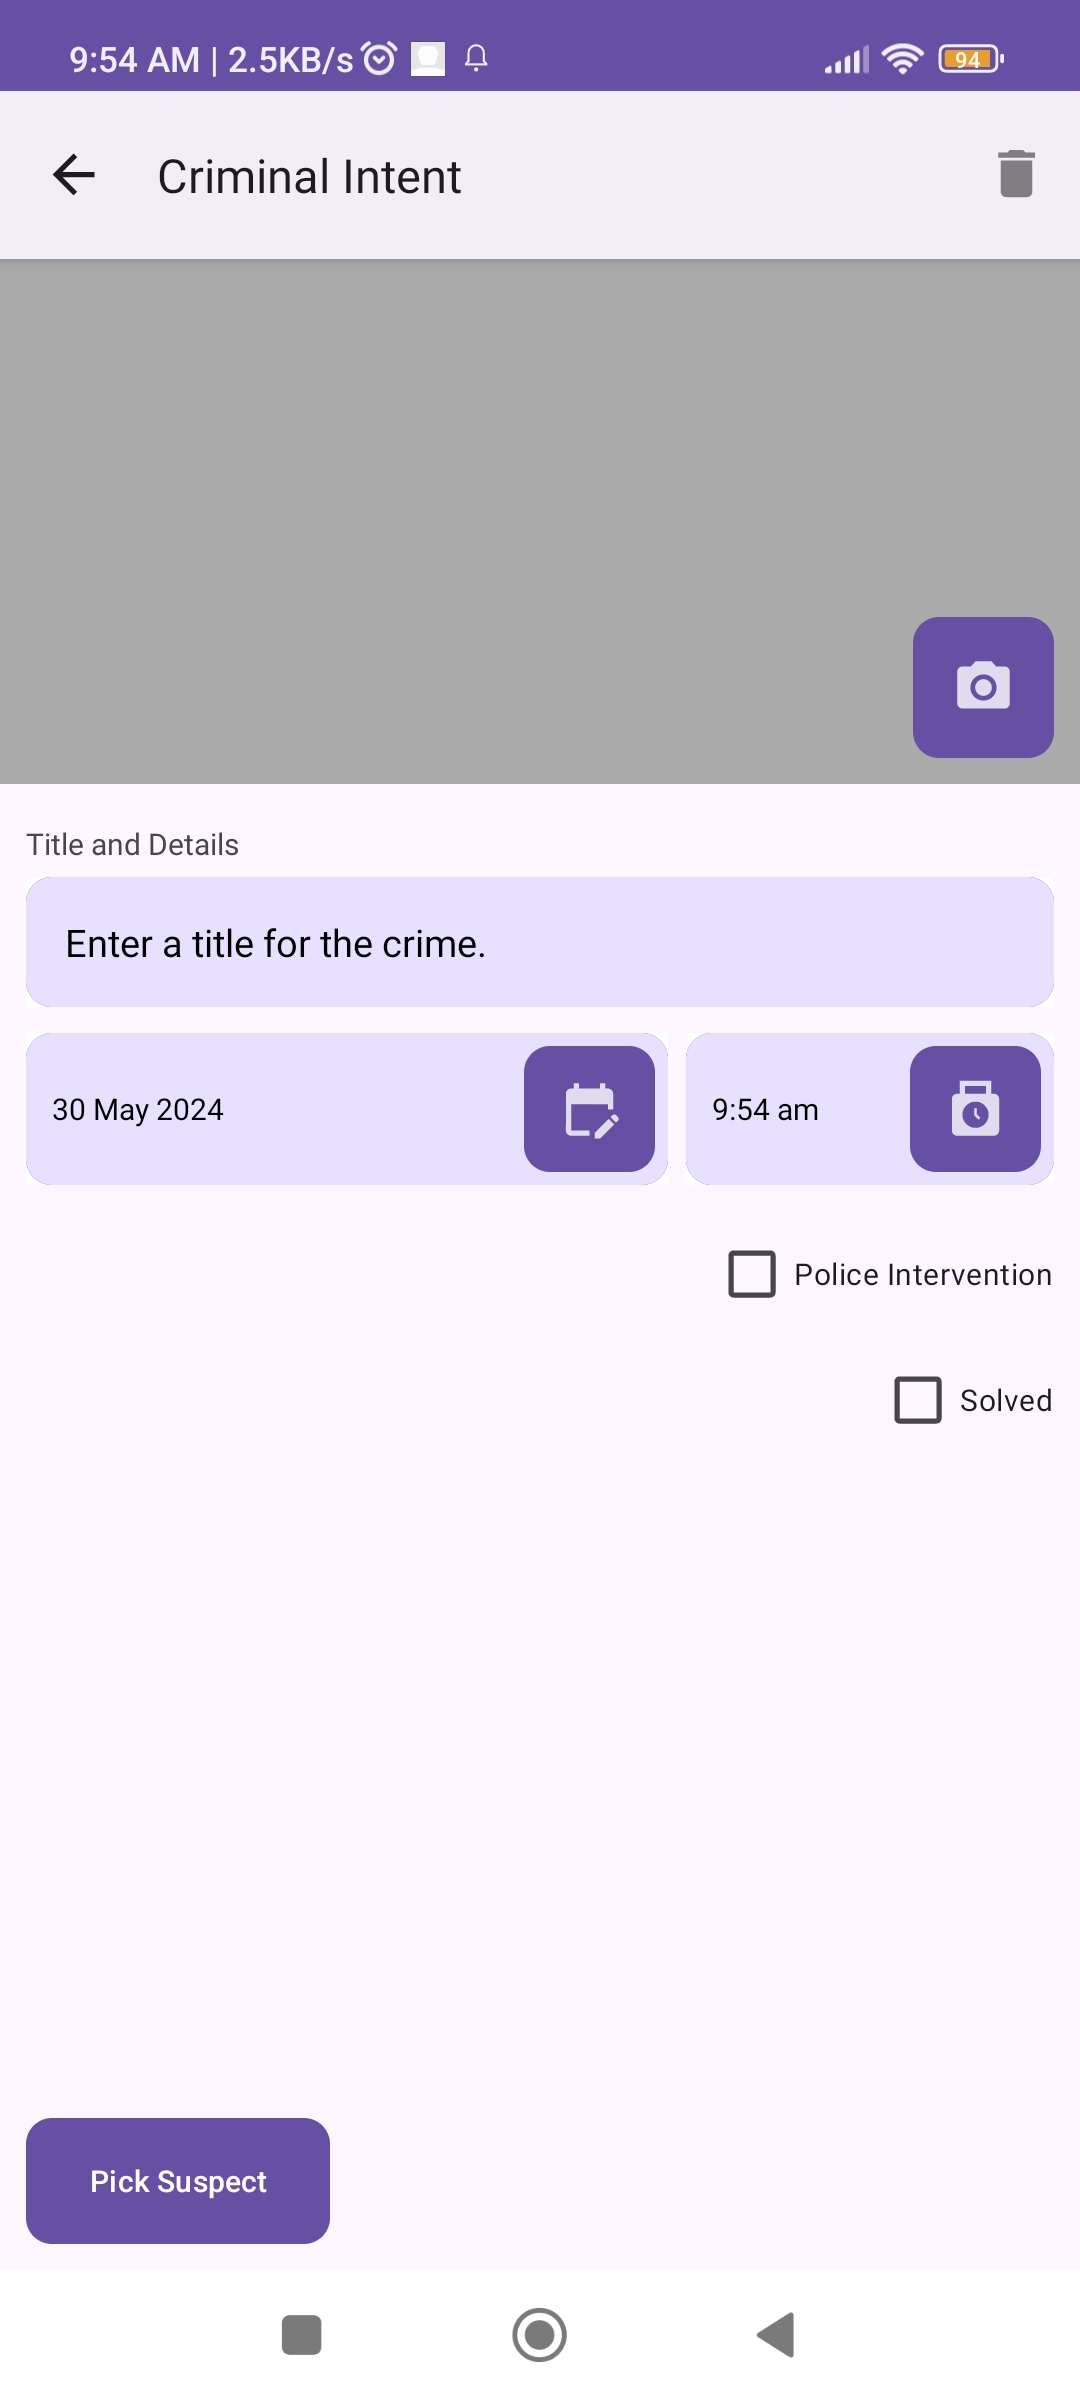 9:54 AM | 2.5KB/s
94
Criminal Intent
Title and Details
Enter a title for the crime.
30 May 2024
9:54 am
Police Intervention
Solved
Pick Suspect